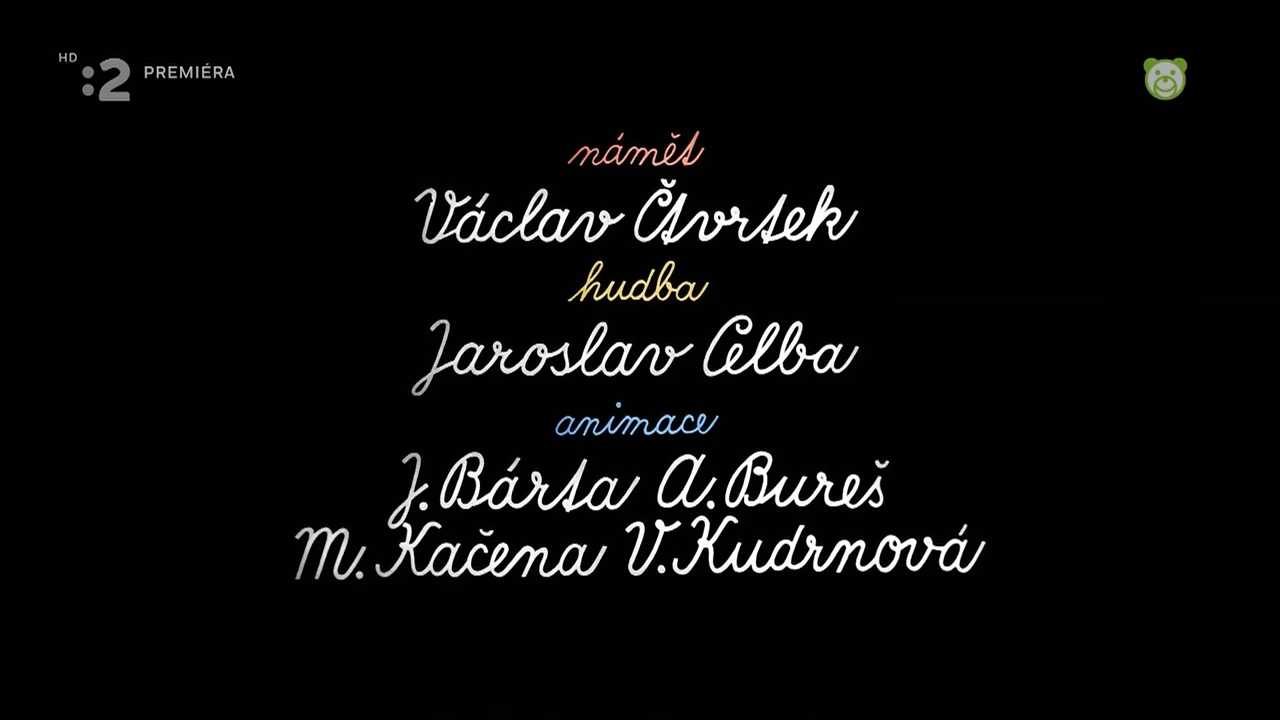 HD
:2 PREMIÉRA
námět
Václav Čtvrtek
hudba
Jaroslav Celba
animace
J. Bárta A. Bureš
M. Kačena V. Kudrnová